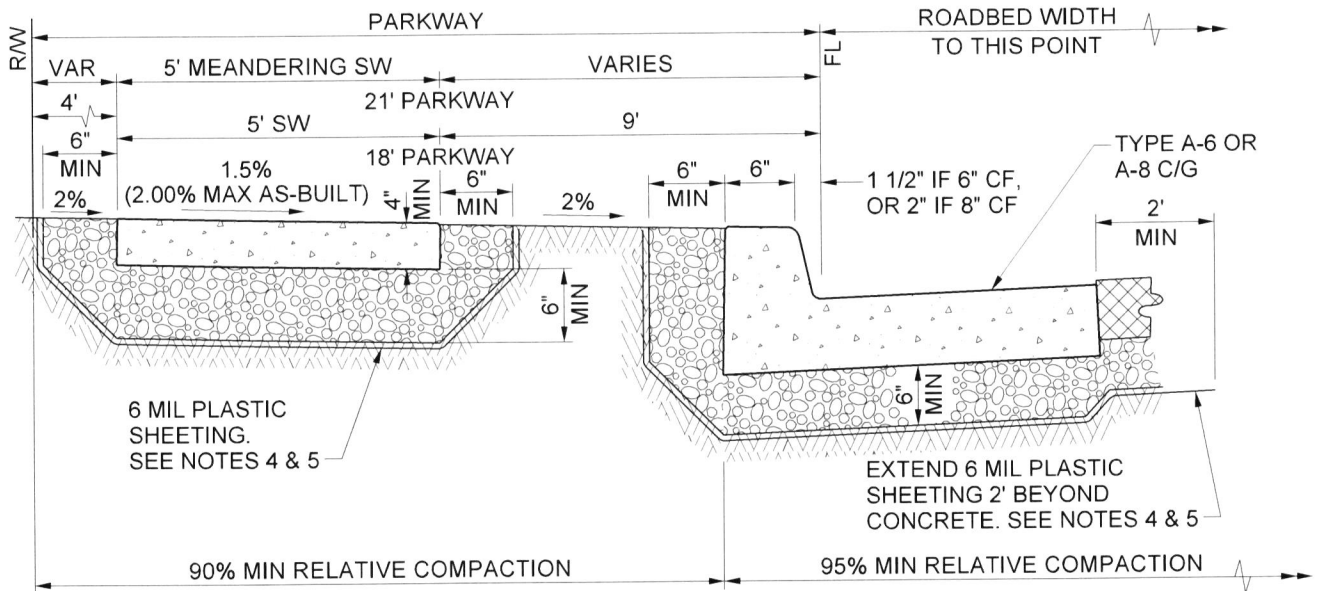 PARKWAY
ROADBED WIDTH
TO THIS POINT
R/W
FL
VAR
5' MEANDERING SW
VARIES
21' PARKWAY
4'
5' SW
9'
18' PARKWAY
6"
MIN
1.5%
(2.00% MAX AS-BUILT)
2%
4"
MIN
6"
MIN
2%
6"
MIN
6"
1 1/2" IF 6" CF,
OR 2" IF 8" CF
TYPE A-6 OR
A-8 C/G
2'
MIN
6"
MIN
6"
MIN
6 MIL PLASTIC
SHEETING.
SEE NOTES 4 & 5
EXTEND 6 MIL PLASTIC
SHEETING 2' BEYOND
CONCRETE. SEE NOTES 4 & 5
90% MIN RELATIVE COMPACTION
95% MIN RELATIVE COMPACTION